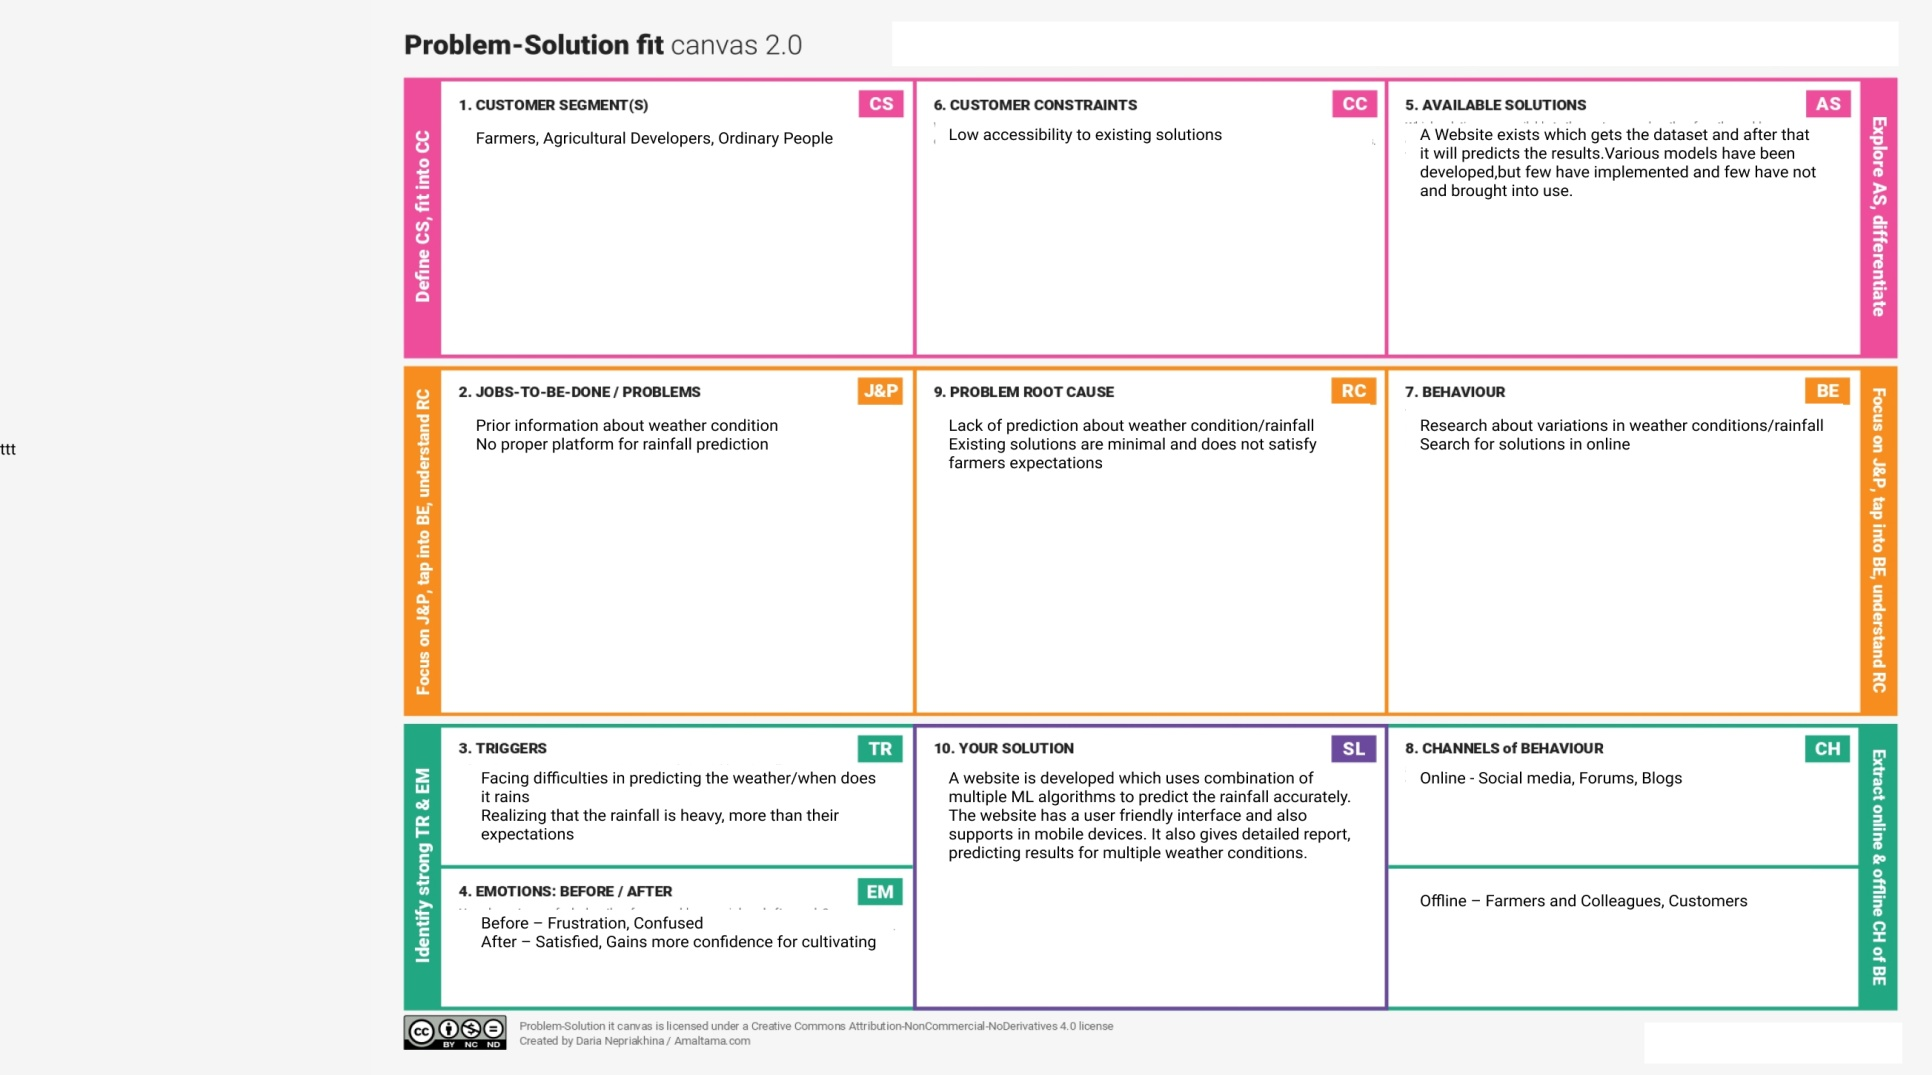 Problem-Solution fit canvas 2.0
Define CS, fit into CC
1. CUSTOMER SEGMENT(S)
CS
Farmers, Agricultural Developers, Ordinary People
6. CUSTOMER CONSTRAINTS
CC
Low accessibility to existing solutions
5. AVAILABLE SOLUTIONS
AS
A Website exists which gets the dataset and after that
it will predicts the results.Various models have been
developed,but few have implemented and few have not
and brought into use.
Explore AS, differentiate
Focus on J&P, tap into BE, understand RC
2. JOBS-TO-BE-DONE / PROBLEMS
J&P
Prior information about weather condition
No proper platform for rainfall prediction
9. PROBLEM ROOT CAUSE
RC
Lack of prediction about weather condition/rainfall
Existing solutions are minimal and does not satisfy
farmers expectations
7. BEHAVIOUR
BE
Research about variations in weather conditions/rainfall
Search for solutions in online
Focus on J&P, tap into BE, understand RC
ttt
Identify strong TR & EM
3. TRIGGERS
TR
Facing difficulties in predicting the weather/when does
it rains
Realizing that the rainfall is heavy, more than their
expectations
4. EMOTIONS: BEFORE / AFTER
EM
Before – Frustration, Confused
After – Satisfied, Gains more confidence for cultivating
10. YOUR SOLUTION
SL
A website is developed which uses combination of
multiple ML algorithms to predict the rainfall accurately.
The website has a user friendly interface and also
supports in mobile devices. It also gives detailed report,
predicting results for multiple weather conditions.
8. CHANNELS of BEHAVIOUR
CH
Online - Social media, Forums, Blogs
Offline – Farmers and Colleagues, Customers
Extract online & offline CH of BE
cc
BY NC ND
Problem-Solution it canvas is licensed under a Creative Commons Attribution-NonCommercial-NoDerivatives 4.0 license
Created by Daria Nepriakhina / Amaltama.com